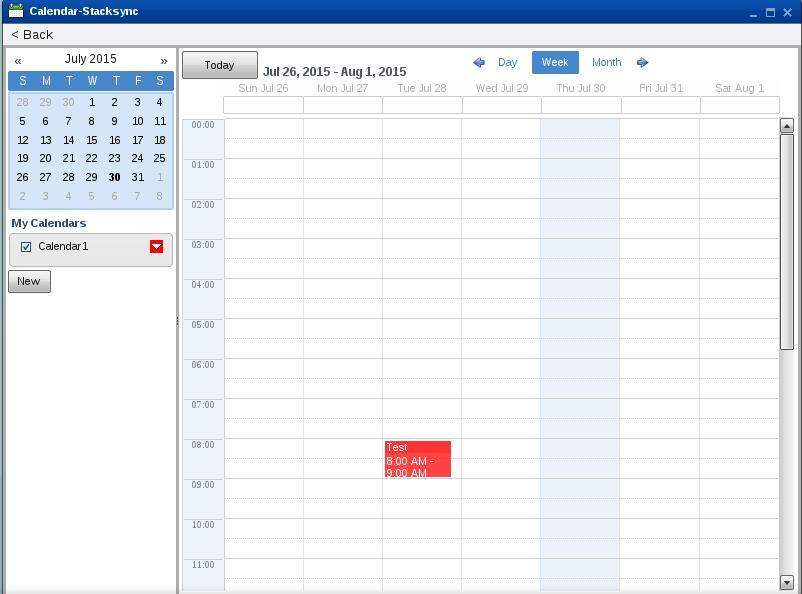 Calendar-Stacksync
< Back
« July 2015 »
S M T W T F S
28 29 30 1 2 3 4
5 6 7 8 9 10 11
12 13 14 15 16 17 18
19 20 21 22 23 24 25
26 27 28 29 30 31 1
2 3 4 5 6 7 8
My Calendars
Calendar1
New
Today
Jul 26, 2015 - Aug 1, 2015
Day Week Month
Sun Jul 26 Mon Jul 27 Tue Jul 28 Wed Jul 29 Thu Jul 30 Fri Jul 31 Sat Aug 1
00:00
01:00
02:00
03:00
04:00
05:00
06:00
07:00
08:00
Test
8:00 AM -
9:00 AM
09:00
10:00
11:00